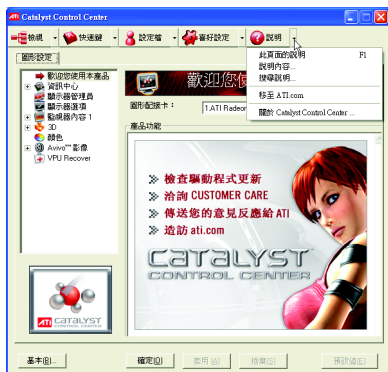 Catalyst Control Center
檢視
快速鍵
設定檔
喜好設定
說明
此頁面的說明 F1
說明內容...
搜尋說明...
移至 ATI.com
關於 Catalyst Control Center ...
圖形設定
歡迎您使用本產品
資訊中心
顯示器管理員
顯示器選項
監視器內容 1
3D
顏色
Avivo™ 影像
VPU Recover
歡迎您使
圖形配接卡：
1.ATI Radeon
產品功能
檢查驅動程式更新
洽詢 CUSTOMER CARE
傳送您的意見反應給 ATI
造訪 ati.com
CATALYST
CONTROL CENTER
ATI CATALYST
CONTROL CENTER
基本(B)...
確定(O)
套用(A)
捨棄(S)
預設值(E)